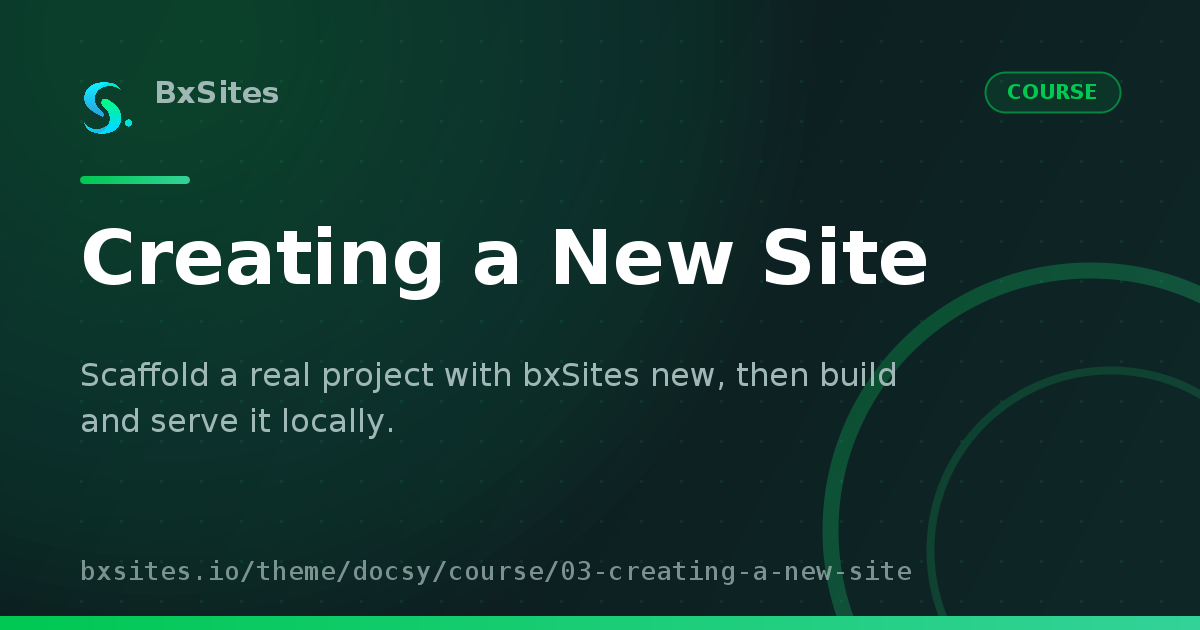 BxSites
COURSE
Creating a New Site
Scaffold a real project with bxSites new, then build
and serve it locally.
bxsites.io/theme/docsy/course/03-creating-a-new-site